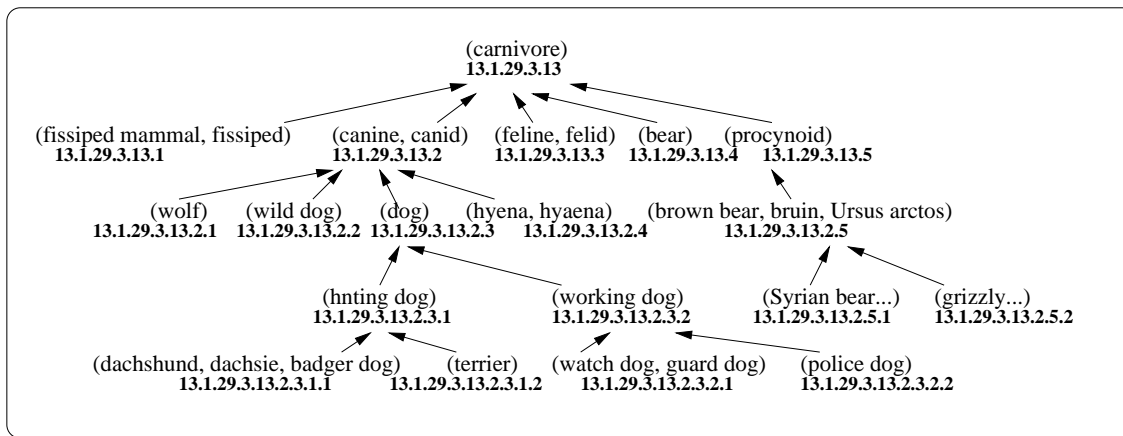 (carnivore)
13.1.29.3.13
(fissiped mammal, fissiped) (canine, canid) (feline, felid) (bear) (procynoid)
13.1.29.3.13.1 13.1.29.3.13.2 13.1.29.3.13.3 13.1.29.3.13.4 13.1.29.3.13.5
(wolf) (wild dog) (dog) (hyena, hyaena) (brown bear, bruin, Ursus arctos)
13.1.29.3.13.2.1 13.1.29.3.13.2.2 13.1.29.3.13.2.3 13.1.29.3.13.2.4 13.1.29.3.13.2.5
(hnting dog) (working dog) (Syrian bear...) (grizzly...)
13.1.29.3.13.2.3.1 13.1.29.3.13.2.3.2 13.1.29.3.13.2.5.1 13.1.29.3.13.2.5.2
(dachshund, dachsie, badger dog) (terrier) (watch dog, guard dog) (police dog)
13.1.29.3.13.2.3.1.1 13.1.29.3.13.2.3.1.2 13.1.29.3.13.2.3.2.1 13.1.29.3.13.2.3.2.2